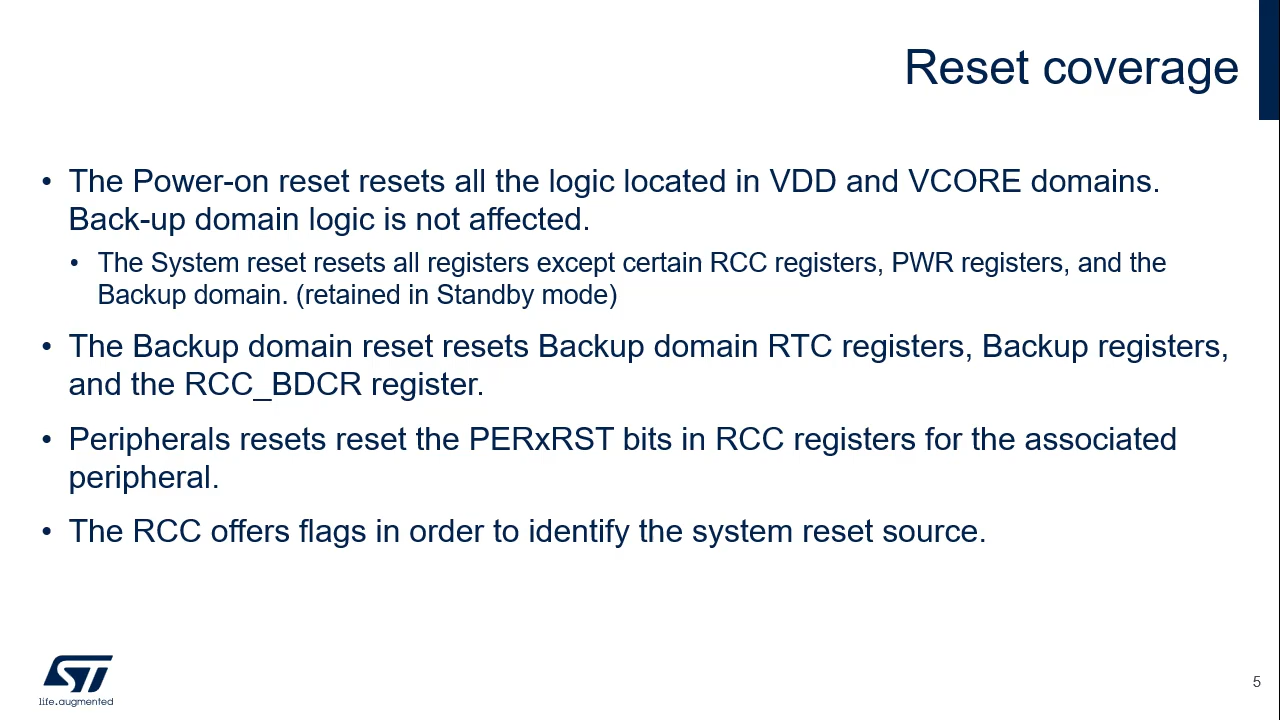 Reset coverage
• The Power-on reset resets all the logic located in VDD and VCORE domains.
Back-up domain logic is not affected.
• The System reset resets all registers except certain RCC registers, PWR registers, and the
Backup domain. (retained in Standby mode)
• The Backup domain reset resets Backup domain RTC registers, Backup registers,
and the RCC_BDCR register.
• Peripherals resets reset the PERxRST bits in RCC registers for the associated
peripheral.
• The RCC offers flags in order to identify the system reset source.
ST
life.augmented
5